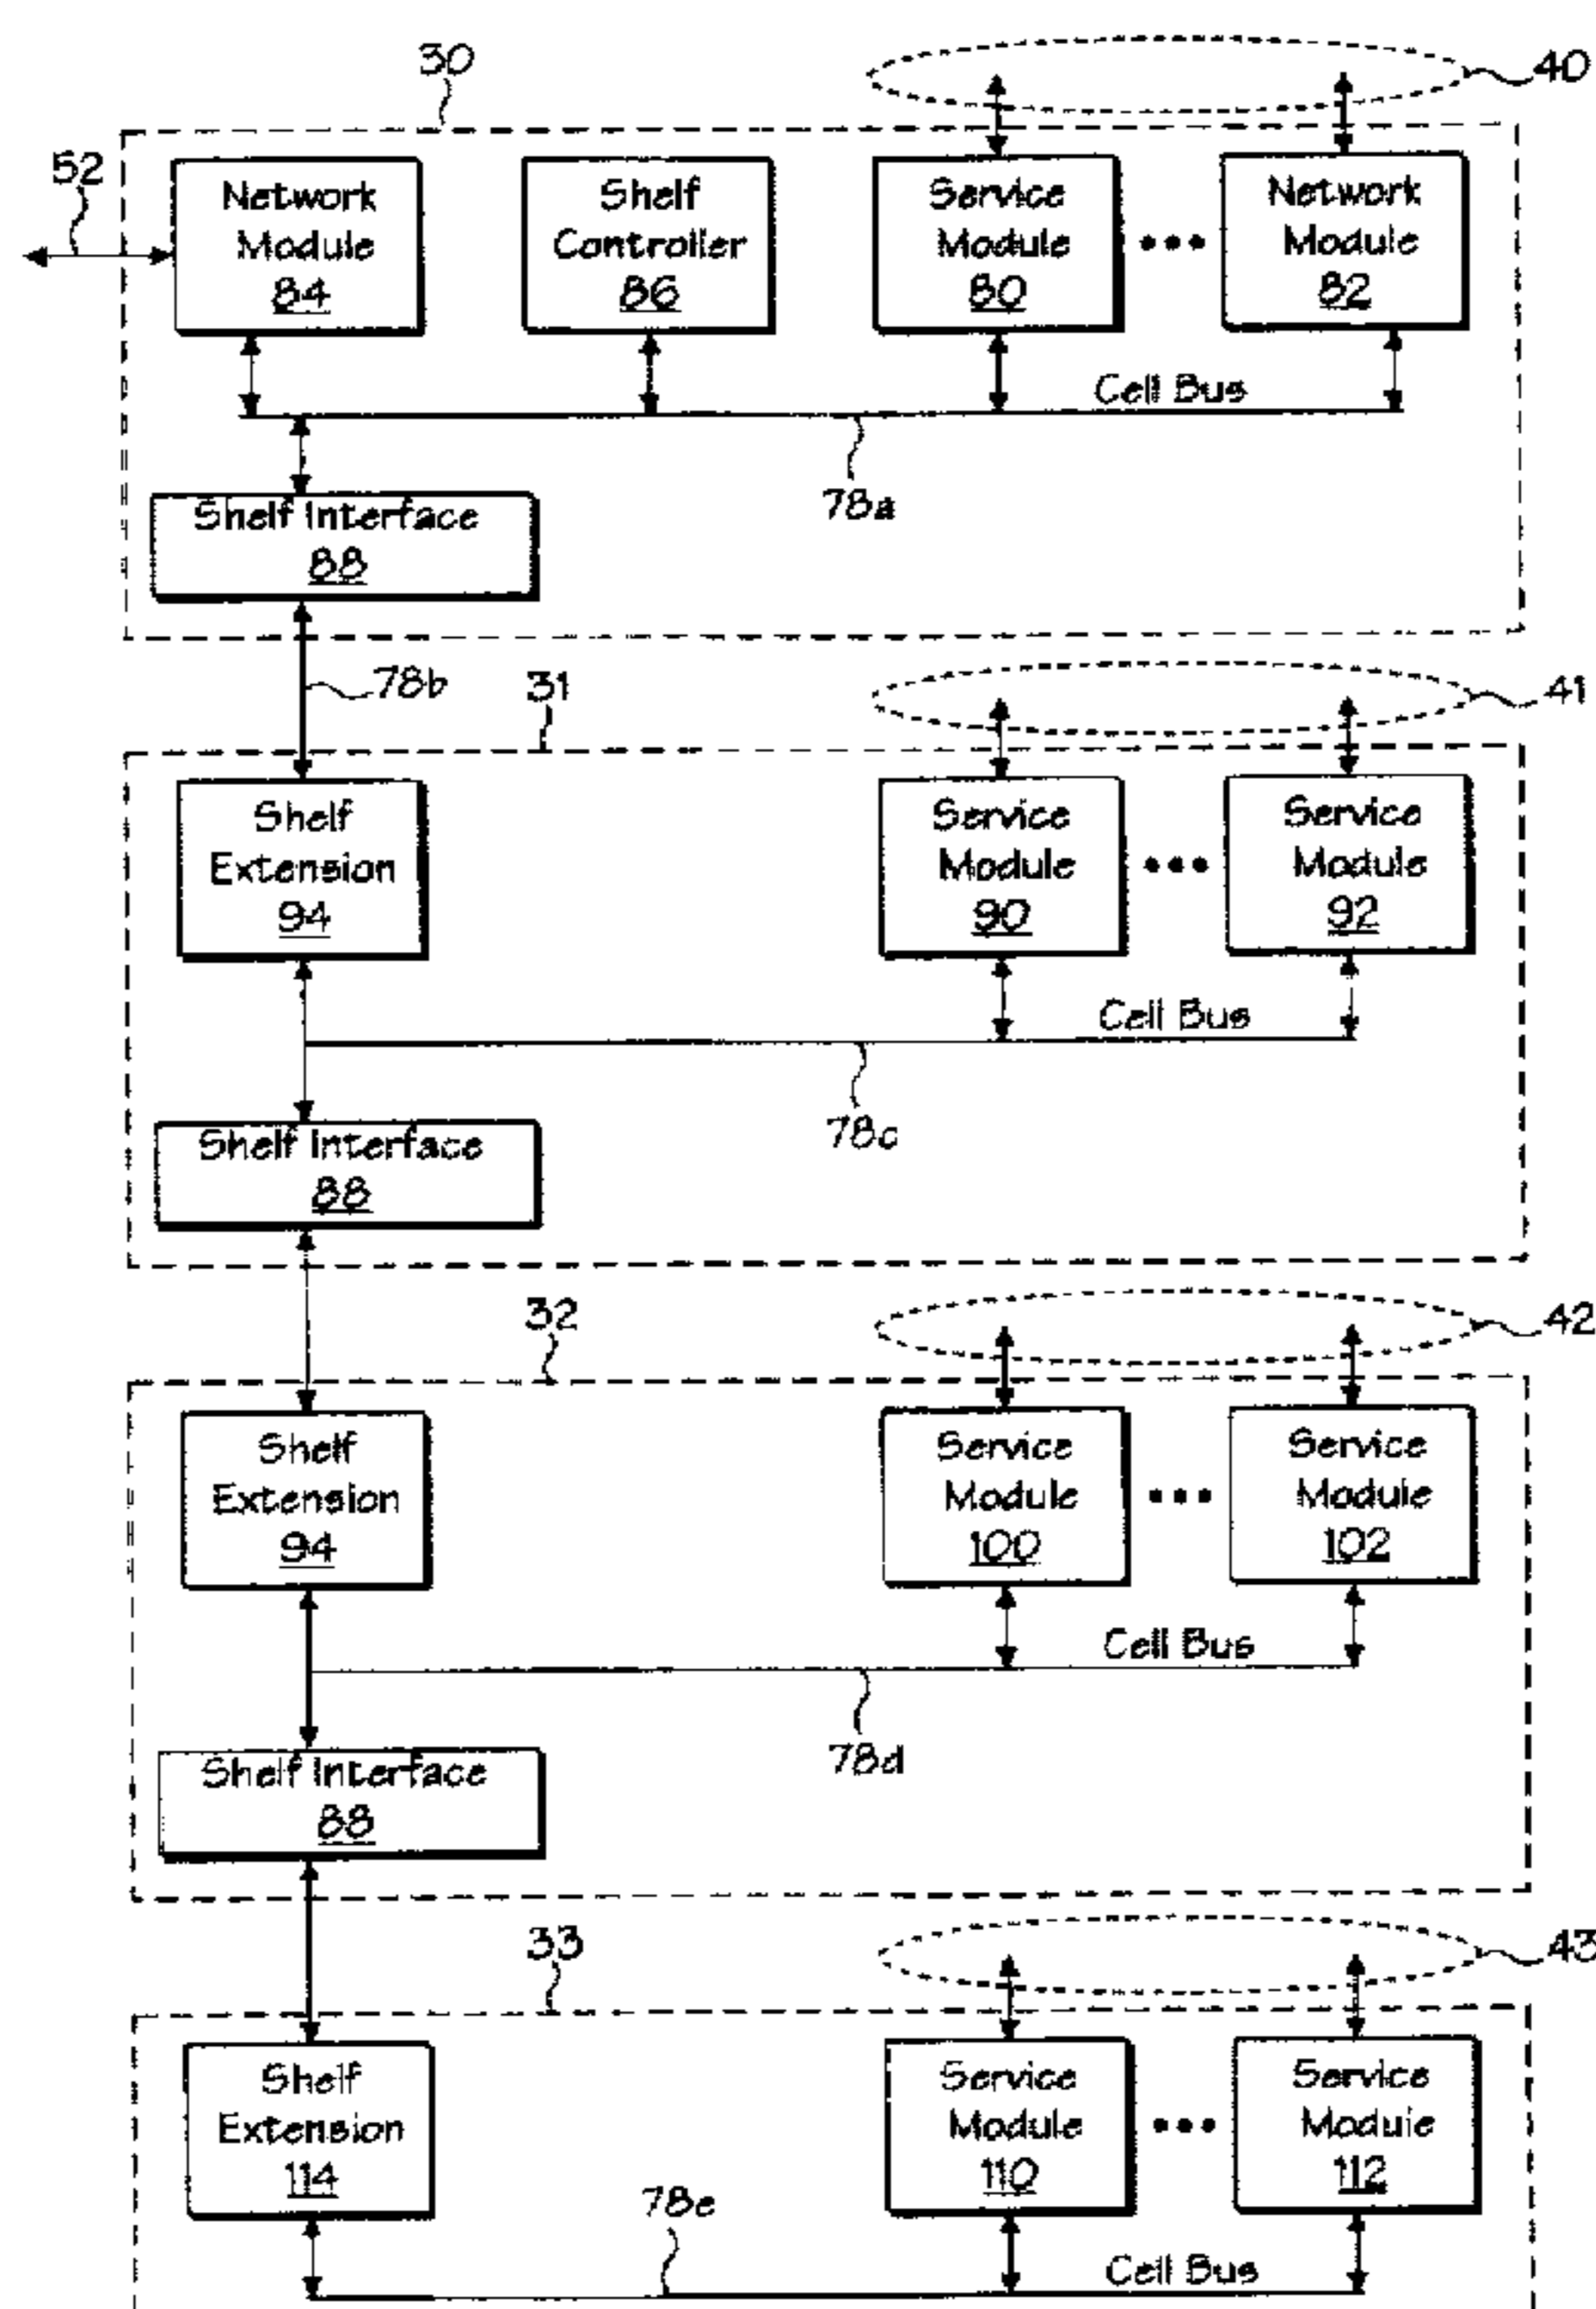 30
40
52
Network
Module
84
Shelf
Controller
86
Service
Module
80
Network
Module
82
Cell Bus
78a
Shelf Interface
88
78b
31
41
Shelf
Extension
94
Service
Module
90
Service
Module
92
Cell Bus
78c
Shelf Interface
88
32
42
Shelf
Extension
94
Service
Module
100
Service
Module
102
Cell Bus
78d
Shelf Interface
88
33
43
Shelf
Extension
114
Service
Module
110
Service
Module
112
78e
Cell Bus